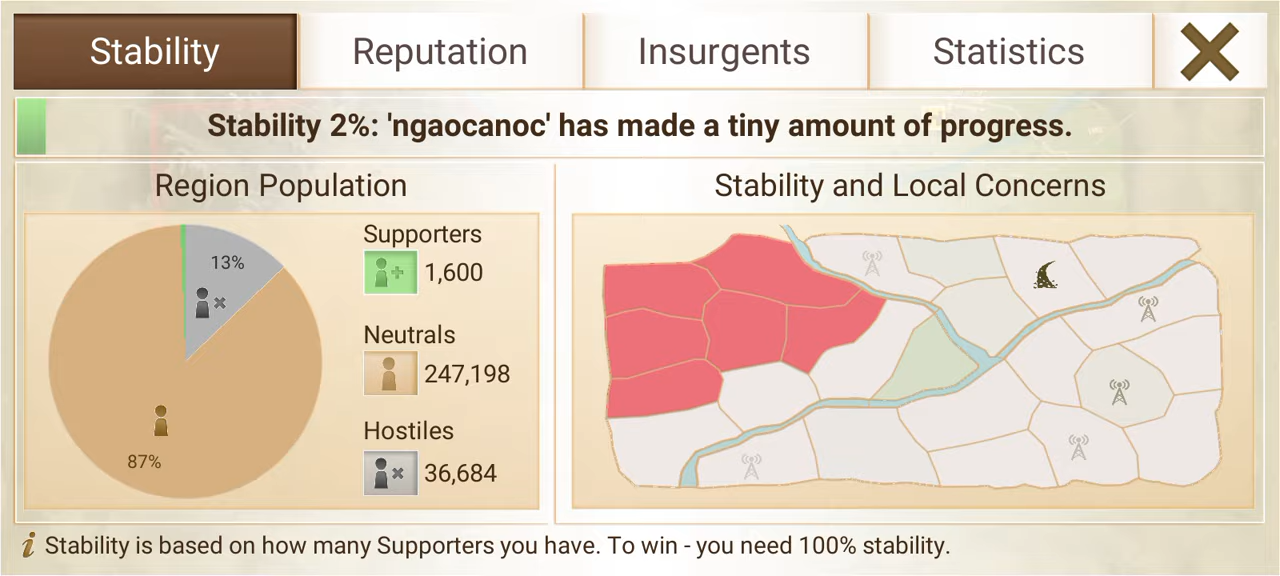 Stability
Reputation
Insurgents
Statistics
Stability 2%: 'ngaocanoc' has made a tiny amount of progress.
Region Population
13%
87%
Supporters
1,600
Neutrals
247,198
Hostiles
36,684
Stability and Local Concerns
i Stability is based on how many Supporters you have. To win - you need 100% stability.